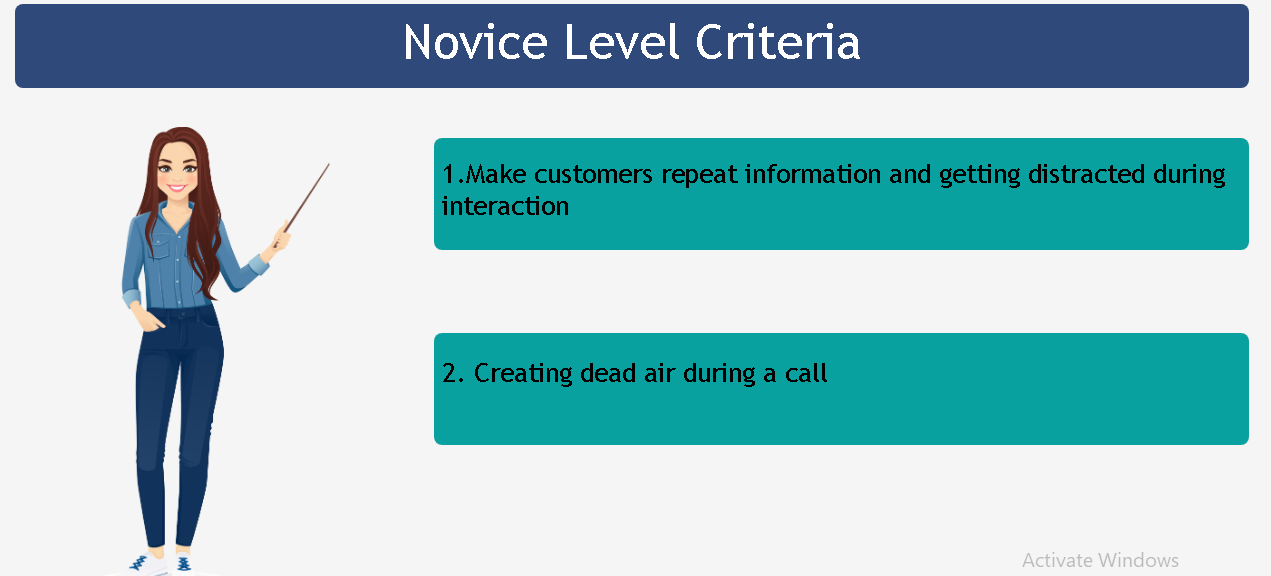 Novice Level Criteria
1.Make customers repeat information and getting distracted during
interaction
2. Creating dead air during a call
Activate Windows